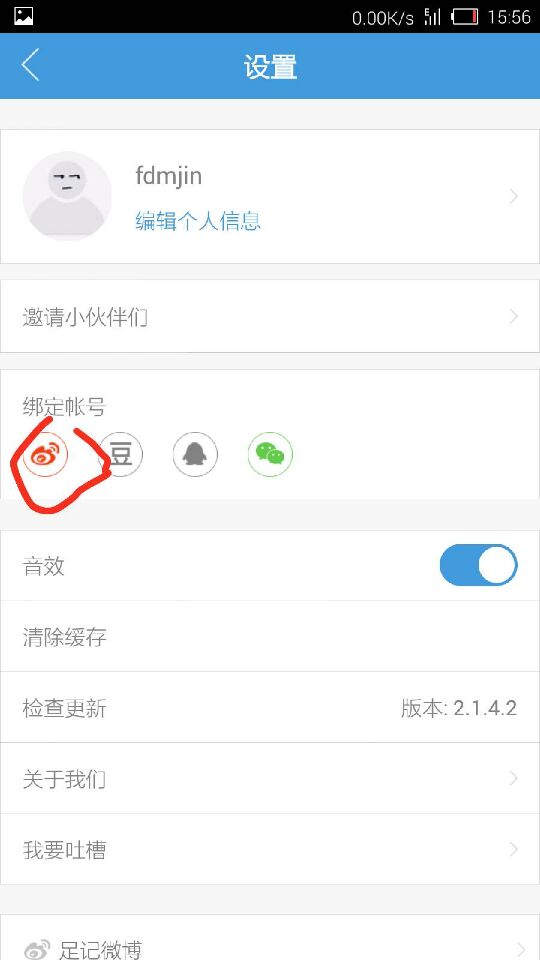 0.00K/s 15:56
设置
fdmjin
编辑个人信息
邀请小伙伴们
绑定帐号
豆
音效
清除缓存
检查更新 版本: 2.1.4.2
关于我们
我要吐槽
足记微博